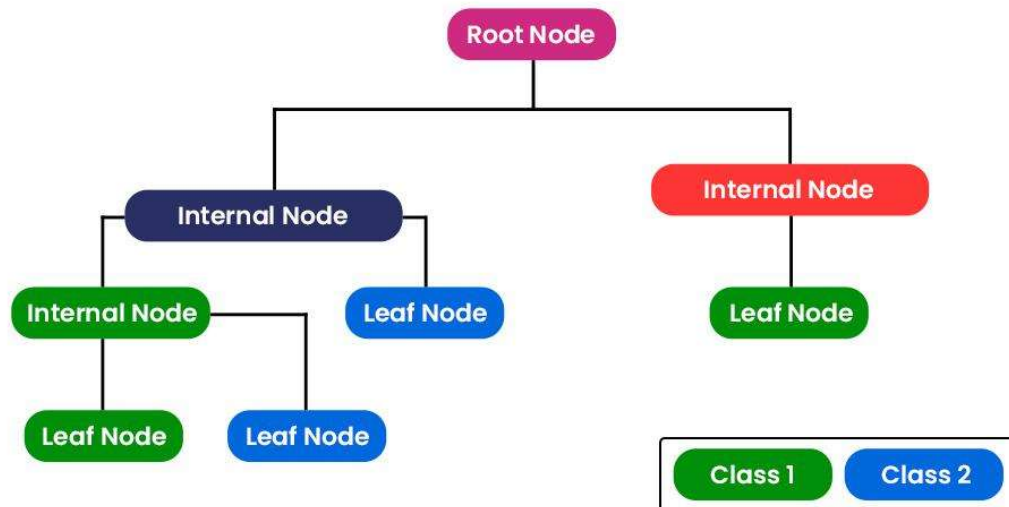 Root Node
Internal Node
Internal Node
Internal Node
Leaf Node
Leaf Node
Leaf Node
Leaf Node
Class 1
Class 2